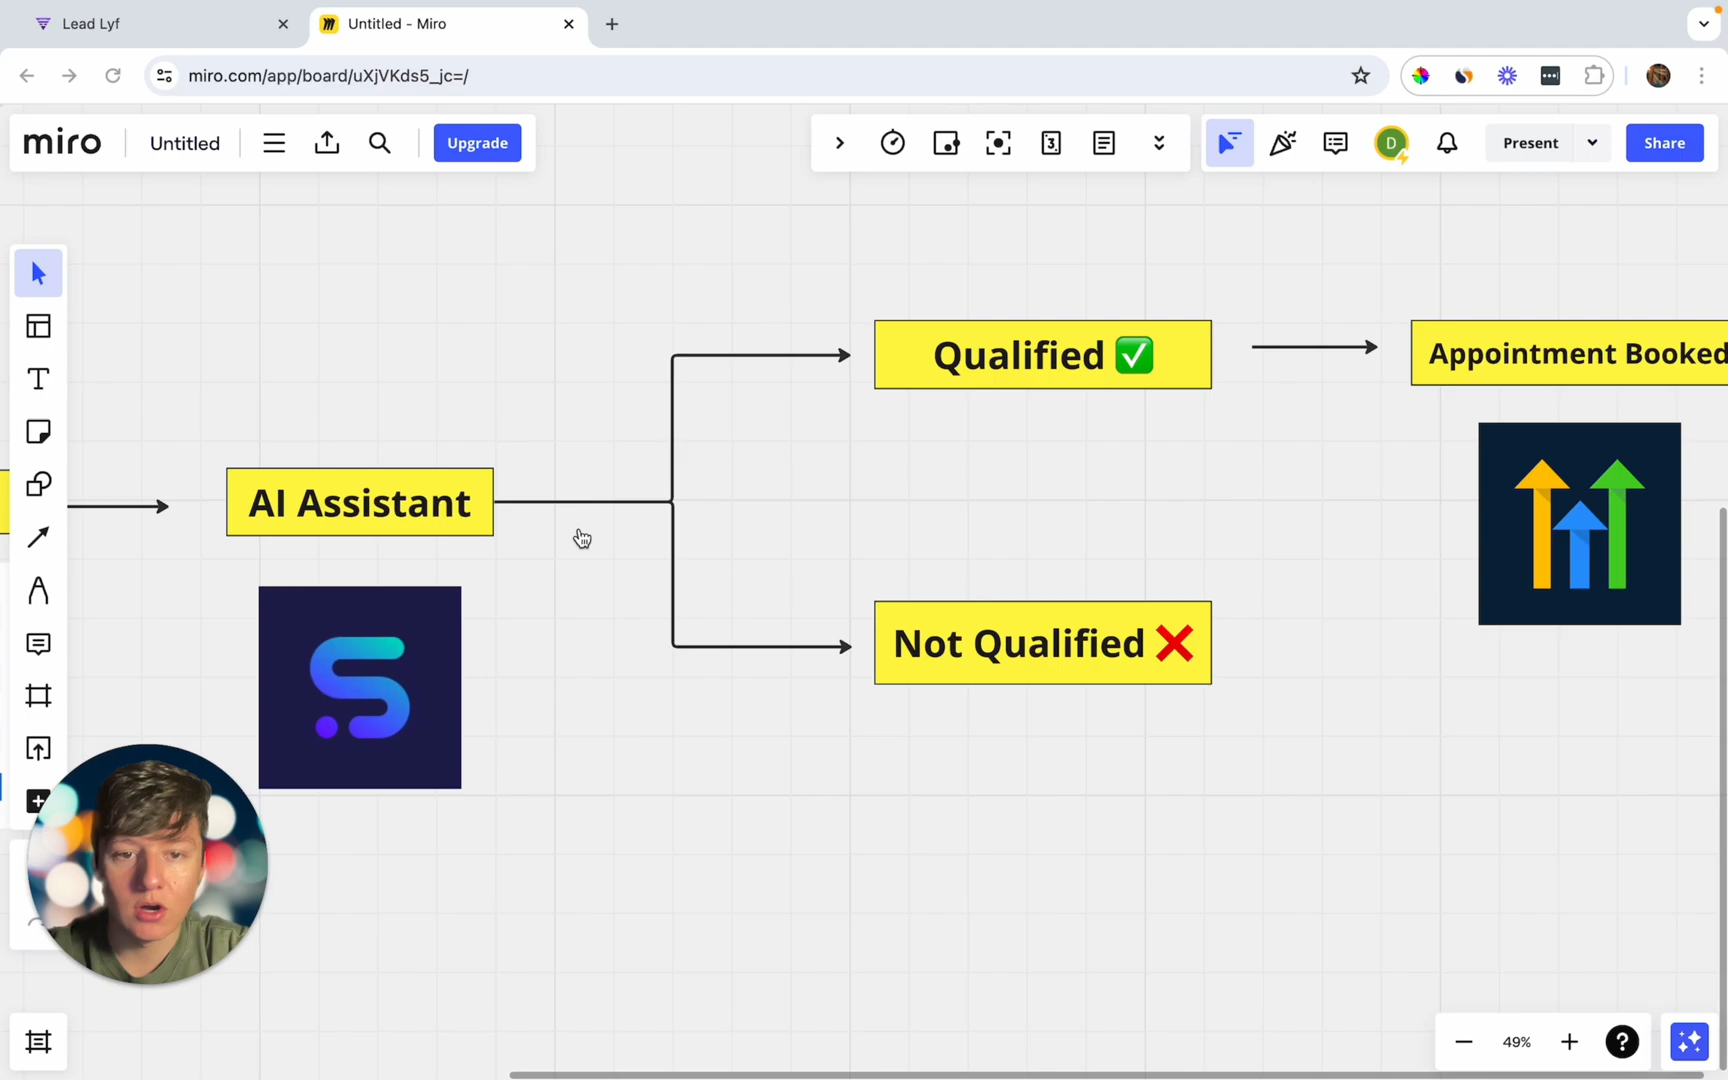 Lead Lyf
Untitled - Miro
miro.com/app/board/uXjVKds5_jc=/
miro
Untitled
Upgrade
3
D
Present
Share
Qualified ✅
Appointment Booked
AI Assistant
Not Qualified ❌
49%
?